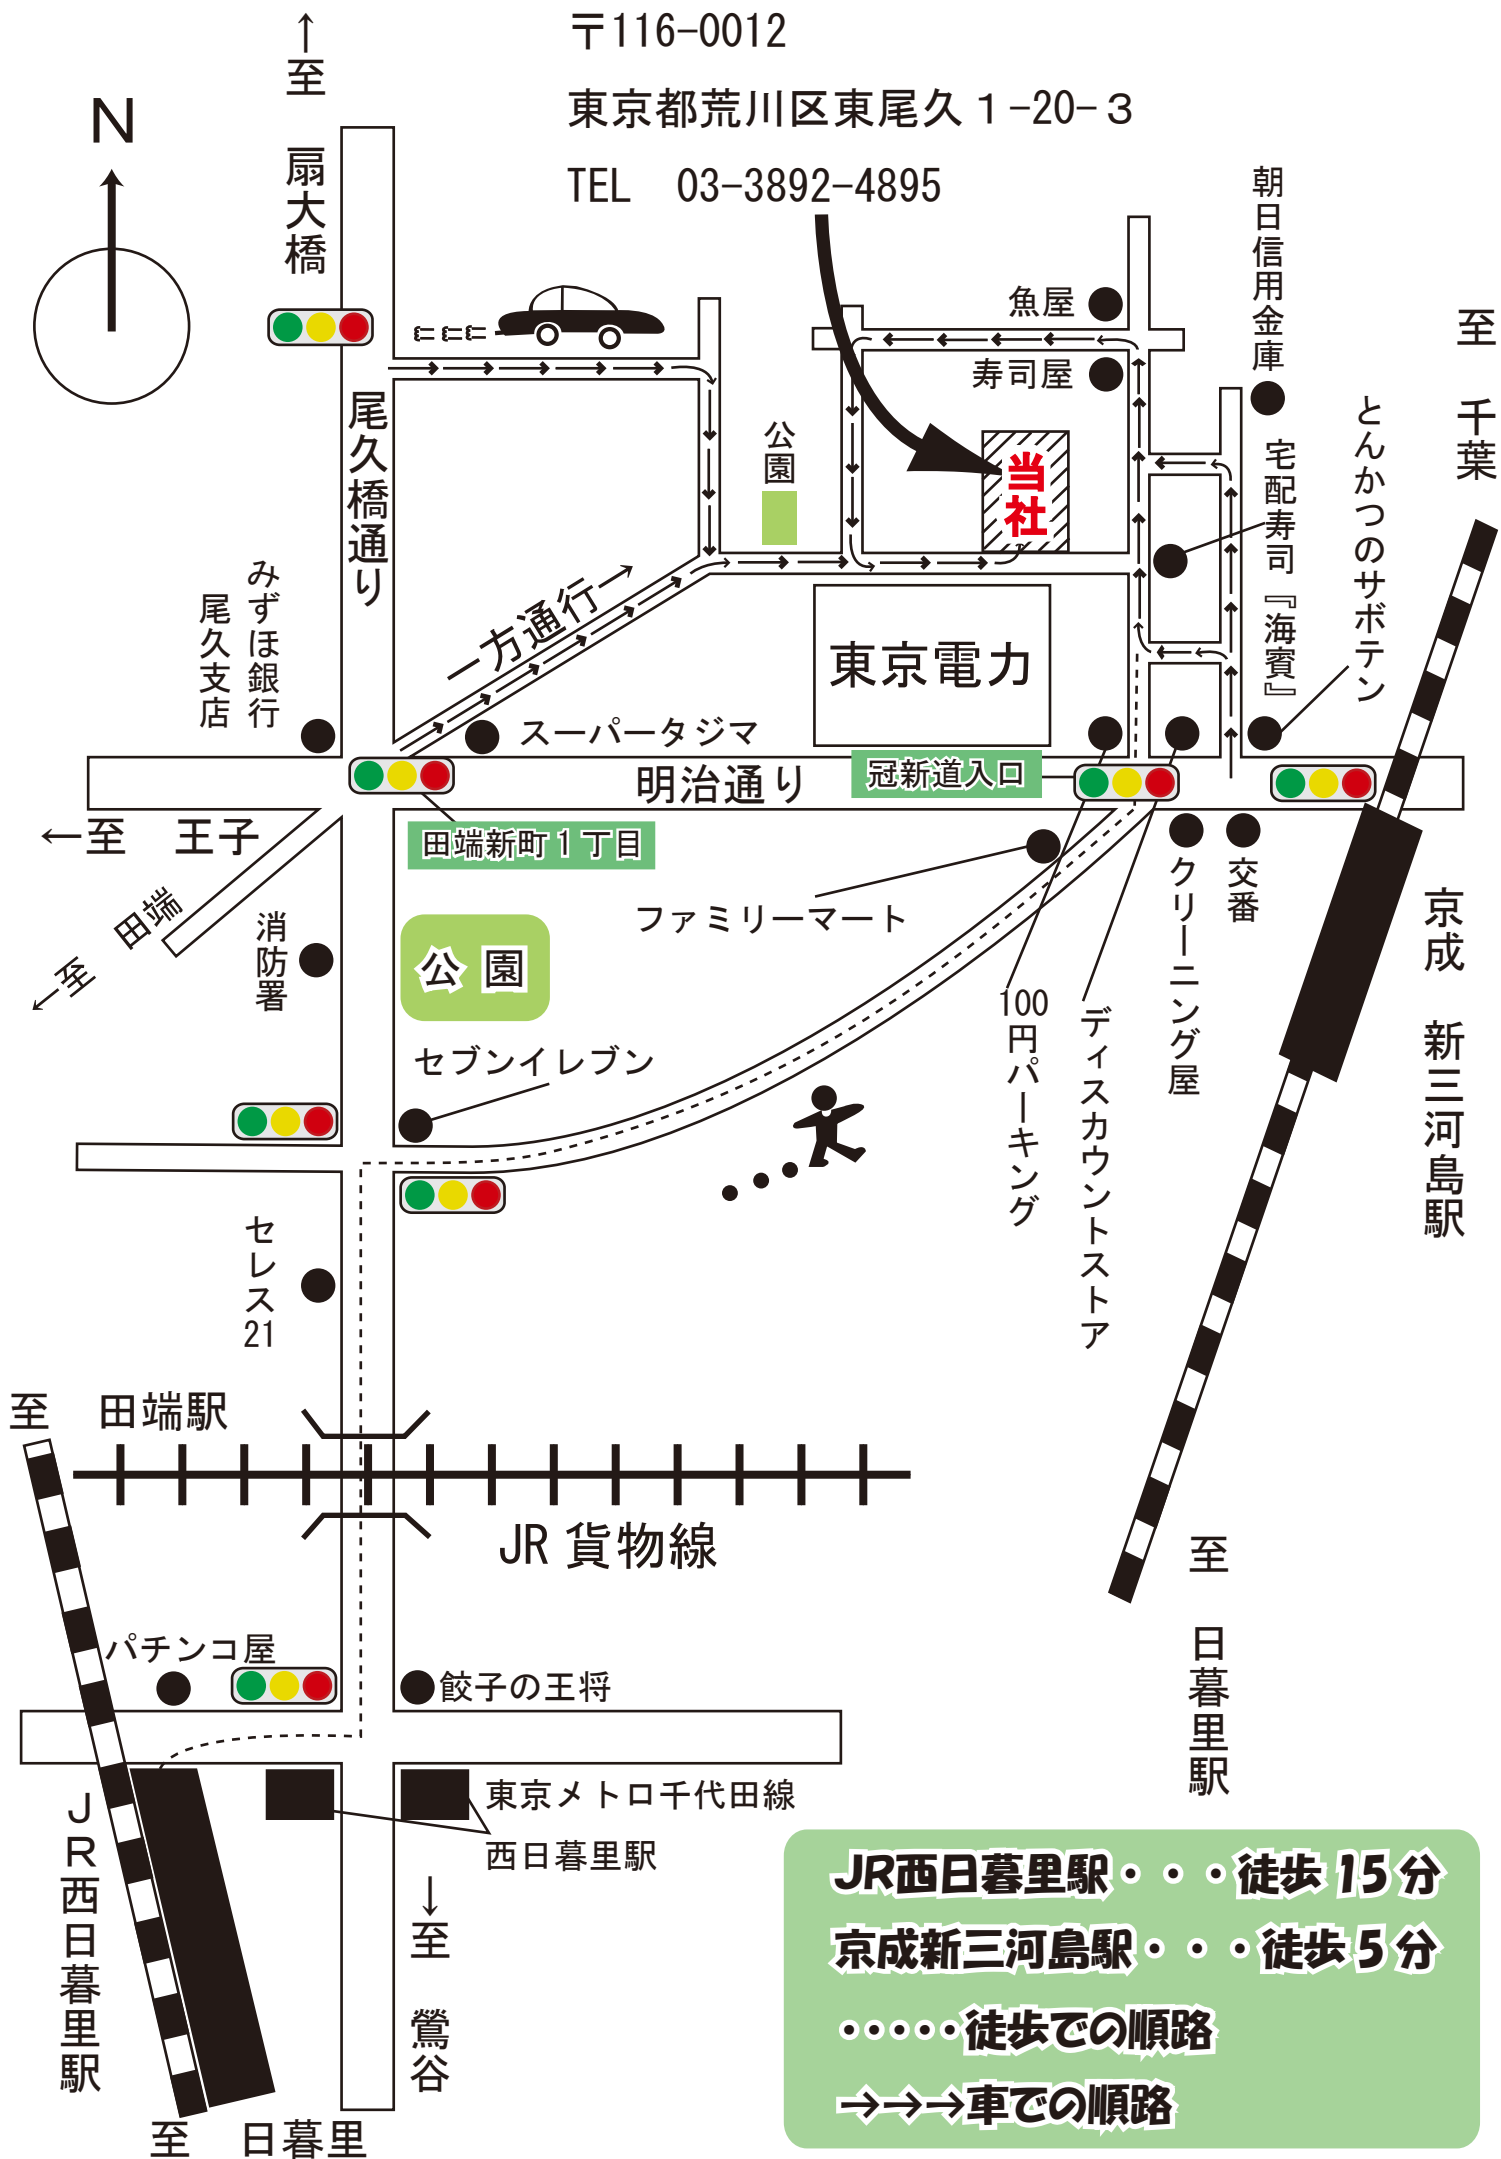 〒116-0012
東京都荒川区東尾久１-20-３
TEL 03-3892-4895
N
←至 扇大橋
朝日信用金庫
至 千葉
魚屋
寿司屋
とんかつのサボテン
尾久橋通り
公園
当社
宅配寿司『海賓』
一方通行→
みずほ銀行
尾久支店
東京電力
スーパータジマ
冠新道入口
明治通り
田端新町１丁目
←至 王子
←至 田端
消防署
公園
ファミリーマート
クリーニング屋
交番
京成 新三河島駅
100円パーキング
ディスカウントストア
セブンイレブン
セレス21
至 田端駅
JR貨物線
至 日暮里駅
パチンコ屋
餃子の王将
JR西日暮里駅
東京メトロ千代田線
西日暮里駅
→至 鶯谷
至 日暮里
JR西日暮里駅・・・徒歩15分
京成新三河島駅・・・徒歩5分
・・・・・徒歩での順路
→→→車での順路